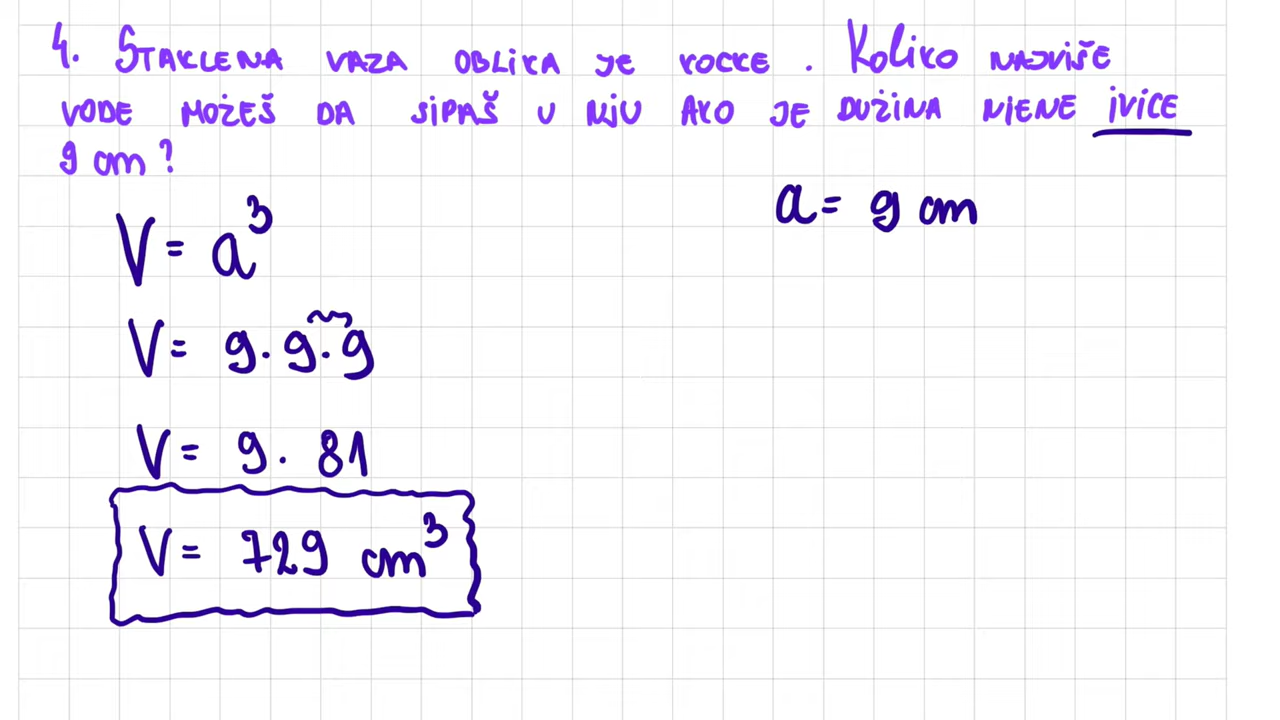 4. STAKLENA VAZA OBLIKA JE KOCKE. KOLIKO NAJVIŠE
VODE MOŽEŠ DA SIPAŠ U NJU AKO JE DUŽINA NJENE IVICE
9 cm?
a = 9 cm
V = a³
V = 9 · 9 · 9
V = 9 · 81
V = 729 cm³